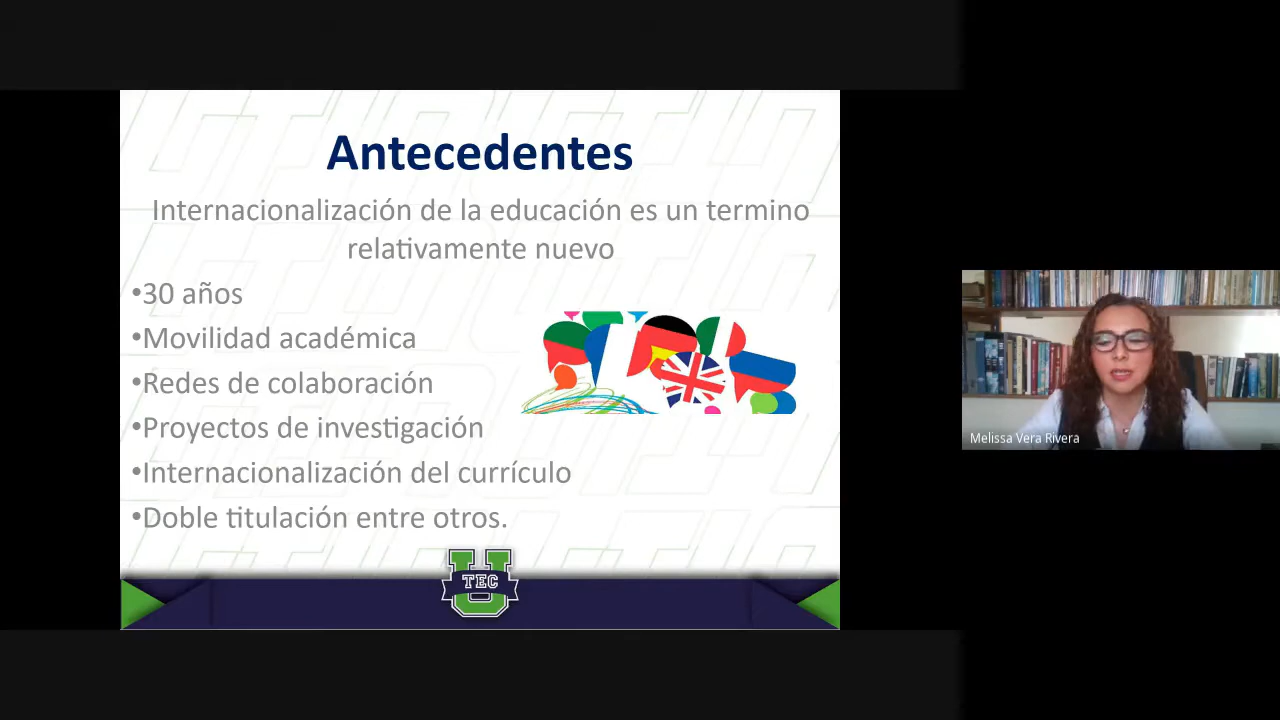 Antecedentes
Internacionalización de la educación es un termino
relativamente nuevo
•30 años
•Movilidad académica
•Redes de colaboración
•Proyectos de investigación
•Internacionalización del currículo
•Doble titulación entre otros.
U
TEC
Melissa Vera Rivera